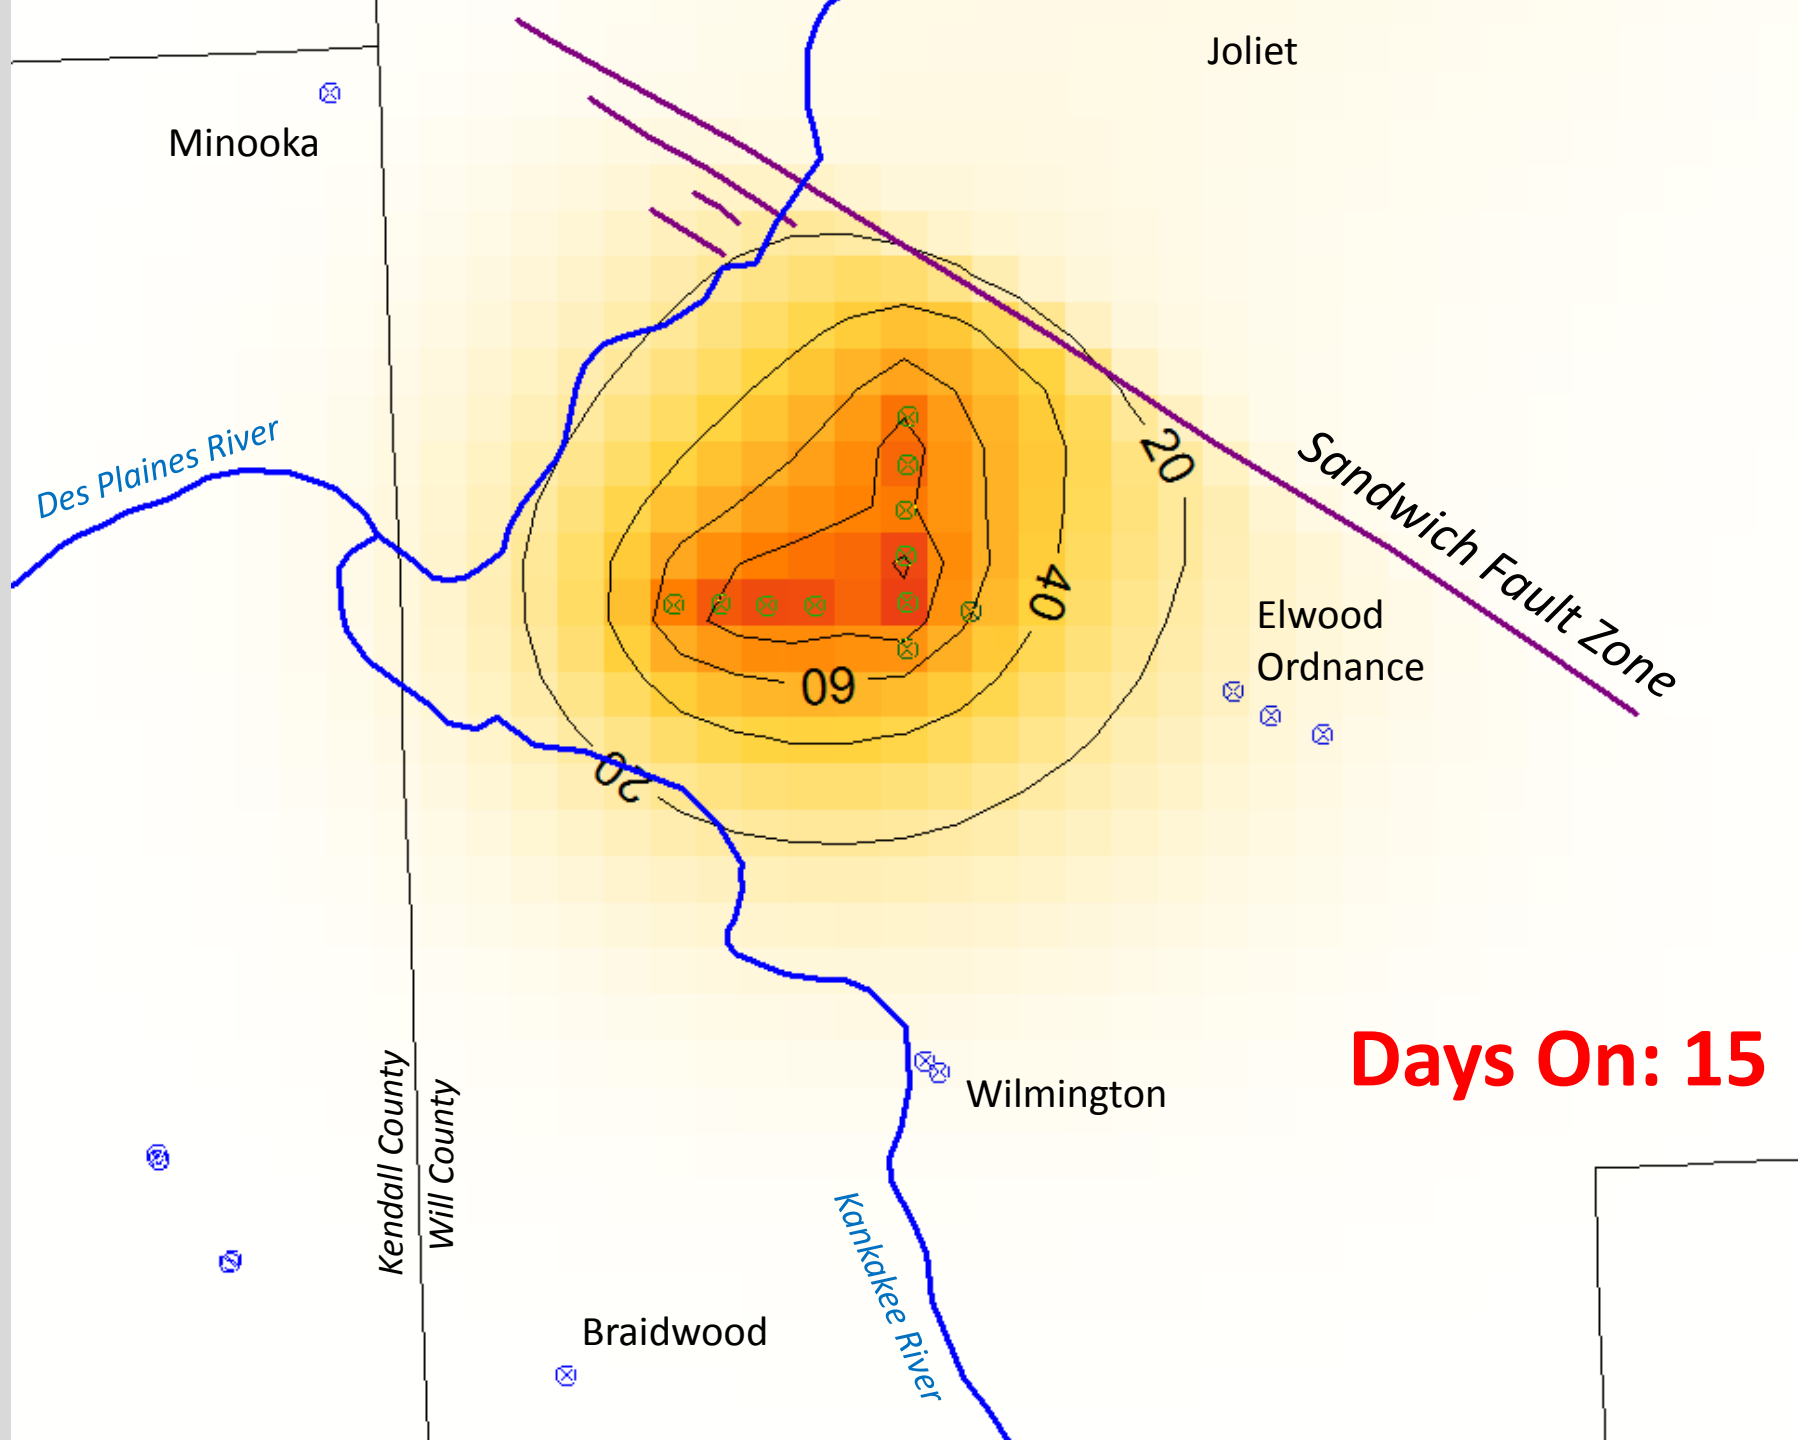 Joliet
Minooka
Des Plaines River
20
Sandwich Fault Zone
40
Elwood
Ordnance
60
20
Days On: 15
Wilmington
Kendall County
Will County
Kankakee River
Braidwood